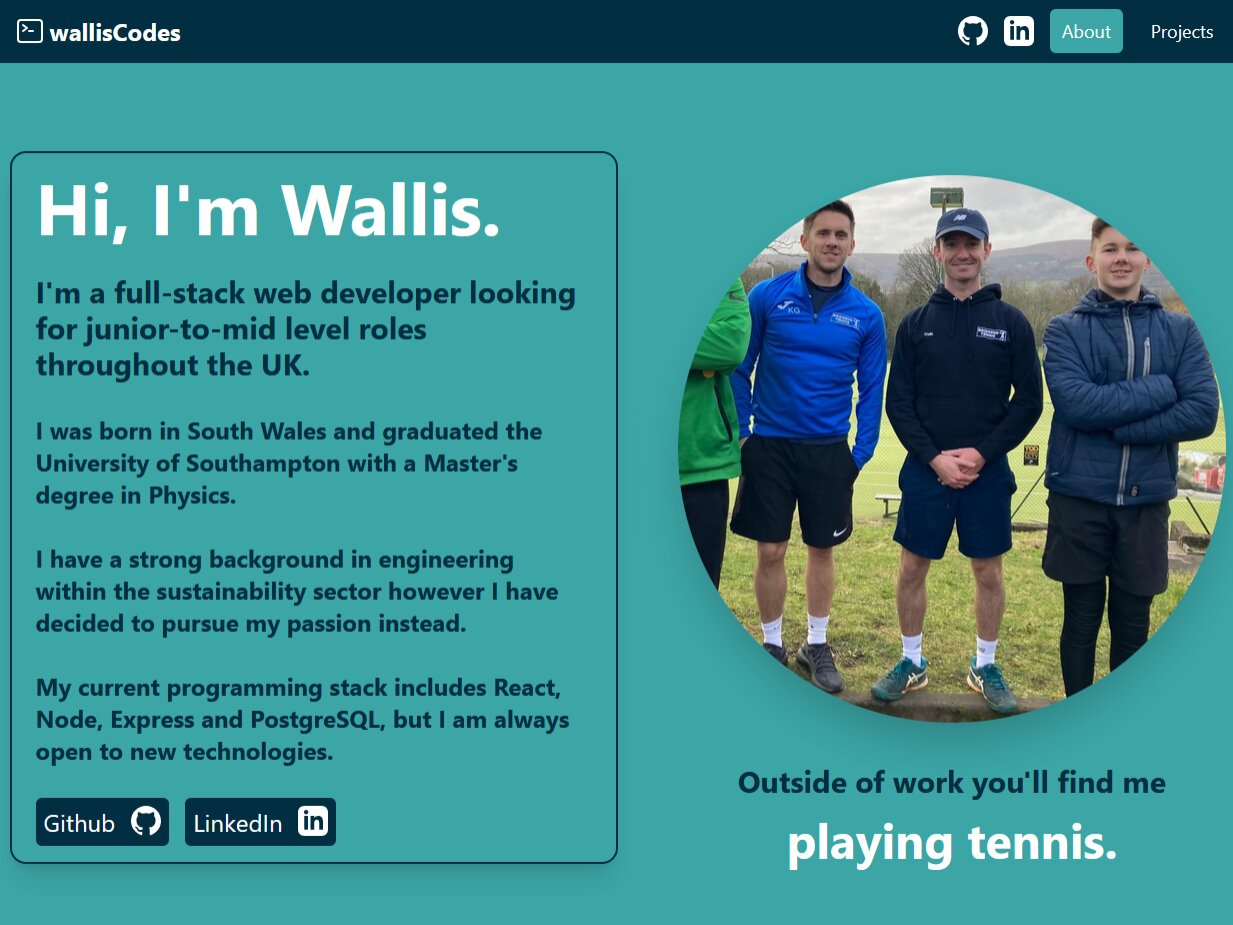 wallisCodes
About
Projects
Hi, I'm Wallis.
I'm a full-stack web developer looking
for junior-to-mid level roles
throughout the UK.
I was born in South Wales and graduated the
University of Southampton with a Master's
degree in Physics.
I have a strong background in engineering
within the sustainability sector however I have
decided to pursue my passion instead.
My current programming stack includes React,
Node, Express and PostgreSQL, but I am always
open to new technologies.
Github
LinkedIn in
in
KG
NB
Outside of work you'll find me
playing tennis.